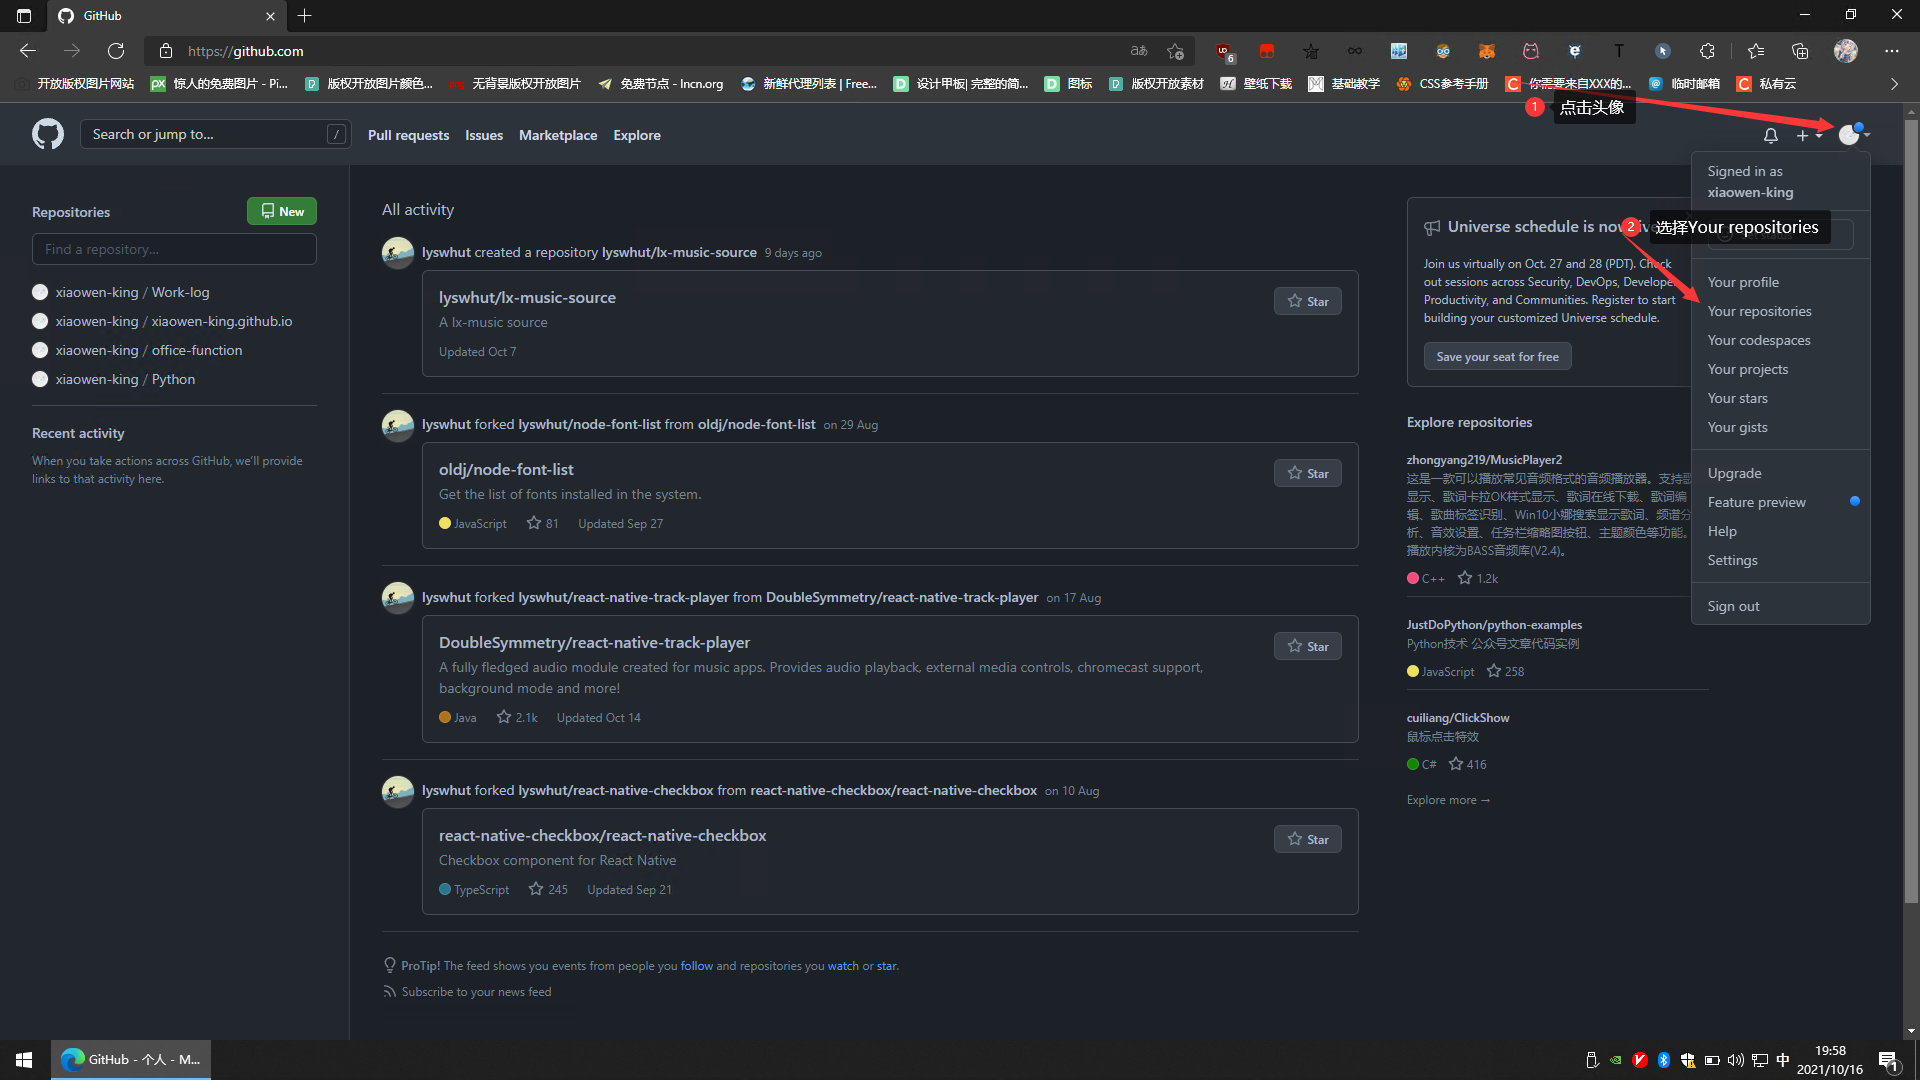 GitHub
https://github.com
6
开放版权图片网站
惊人的免费图片 - Pi...
版权开放图片颜色...
无背景版权开放图片
免费节点 - lncn.org
新鲜代理列表 | Free...
设计甲板| 完整的简...
图标
版权开放素材
壁纸下载
基础教学
CSS参考手册
你需要来自XXX的...
临时邮箱
私有云
1 点击头像
Search or jump to...
/
Pull requests
Issues
Marketplace
Explore
Signed in as
xiaowen-king
2 选择Your repositories
Your profile
Your repositories
Your codespaces
Your projects
Your stars
Your gists
Upgrade
Feature preview
Help
Settings
Sign out
Repositories
New
Find a repository...
xiaowen-king / Work-log
xiaowen-king / xiaowen-king.github.io
xiaowen-king / office-function
xiaowen-king / Python
Recent activity
When you take actions across GitHub, we'll provide
links to that activity here.
All activity
lyswhut created a repository lyswhut/lx-music-source 9 days ago
lyswhut/lx-music-source
Star
A lx-music source
Updated Oct 7
lyswhut forked lyswhut/node-font-list from oldj/node-font-list on 29 Aug
oldj/node-font-list
Star
Get the list of fonts installed in the system.
JavaScript 81 Updated Sep 27
lyswhut forked lyswhut/react-native-track-player from DoubleSymmetry/react-native-track-player on 17 Aug
DoubleSymmetry/react-native-track-player
Star
A fully fledged audio module created for music apps. Provides audio playback, external media controls, chromecast support,
background mode and more!
Java 2.1k Updated Oct 14
lyswhut forked lyswhut/react-native-checkbox from react-native-checkbox/react-native-checkbox on 10 Aug
react-native-checkbox/react-native-checkbox
Star
Checkbox component for React Native
TypeScript 245 Updated Sep 21
ProTip! The feed shows you events from people you follow and repositories you watch or star.
Subscribe to your news feed
Universe schedule is now
Join us virtually on Oct. 27 and 28 (PDT). Check
out sessions across Security, DevOps, Develope
Productivity, and Communities. Register to start
building your customized Universe schedule.
Save your seat for free
Explore repositories
zhongyang219/MusicPlayer2
这是一款可以播放常见音频格式的音频播放器。支持歌
显示、歌词卡拉OK样式显示、歌词在线下载、歌词编
辑、歌曲标签识别、Win10小娜搜索显示歌词、频谱分
析、音效设置、任务栏缩略图按钮、主题颜色等功能。
播放内核为BASS音频库(V2.4)。
C++ 1.2k
JustDoPython/python-examples
Python技术 公众号文章代码实例
JavaScript 258
cuiliang/ClickShow
鼠标点击特效
C# 416
Explore more →
GitHub - 个人 - M...
中
19:58
2021/10/16
1